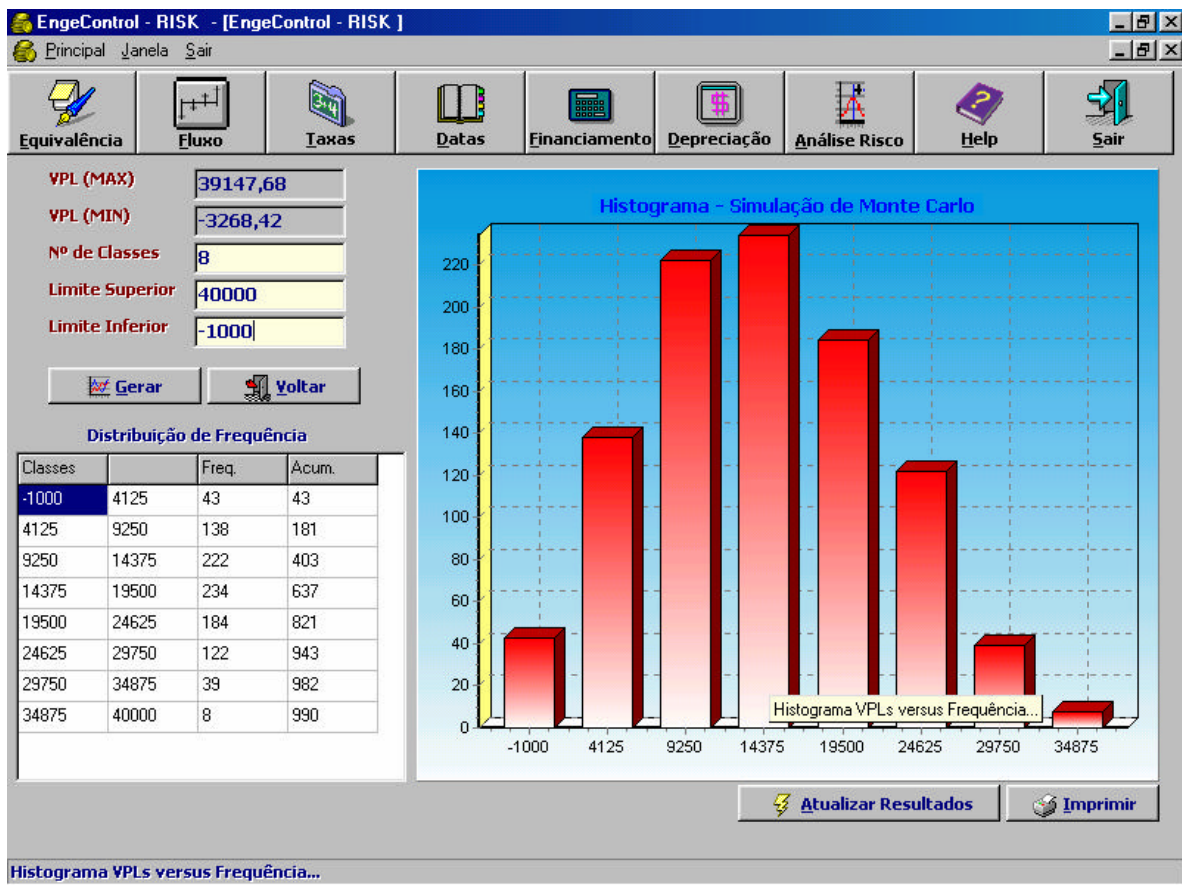 EngeControl - RISK - [EngeControl - RISK ]
Principal Janela Sair
Equivalência Fluxo Taxas Datas Financiamento Depreciação Análise Risco Help Sair
VPL (MAX) 39147,68
VPL (MIN) -3268,42
Nº de Classes 8
Limite Superior 40000
Limite Inferior -1000
Gerar Voltar
Distribuição de Frequência
Classes Freq. Acum.
-1000 4125 43 43
4125 9250 138 181
9250 14375 222 403
14375 19500 234 637
19500 24625 184 821
24625 29750 122 943
29750 34875 39 982
34875 40000 8 990
Histograma - Simulação de Monte Carlo
220
200
180
160
140
120
100
80
60
40
20
0
Histograma VPLs versus Frequência...
-1000 4125 9250 14375 19500 24625 29750 34875
Atualizar Resultados Imprimir
Histograma VPLs versus Frequência...